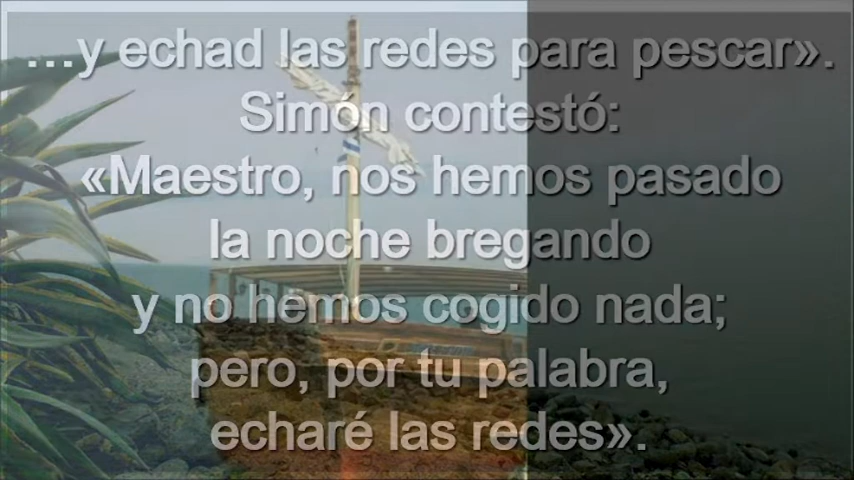 …y echad las redes para pescar».
Simón contestó:
«Maestro, nos hemos pasado
la noche bregando
y no hemos cogido nada;
pero, por tu palabra,
echaré las redes».